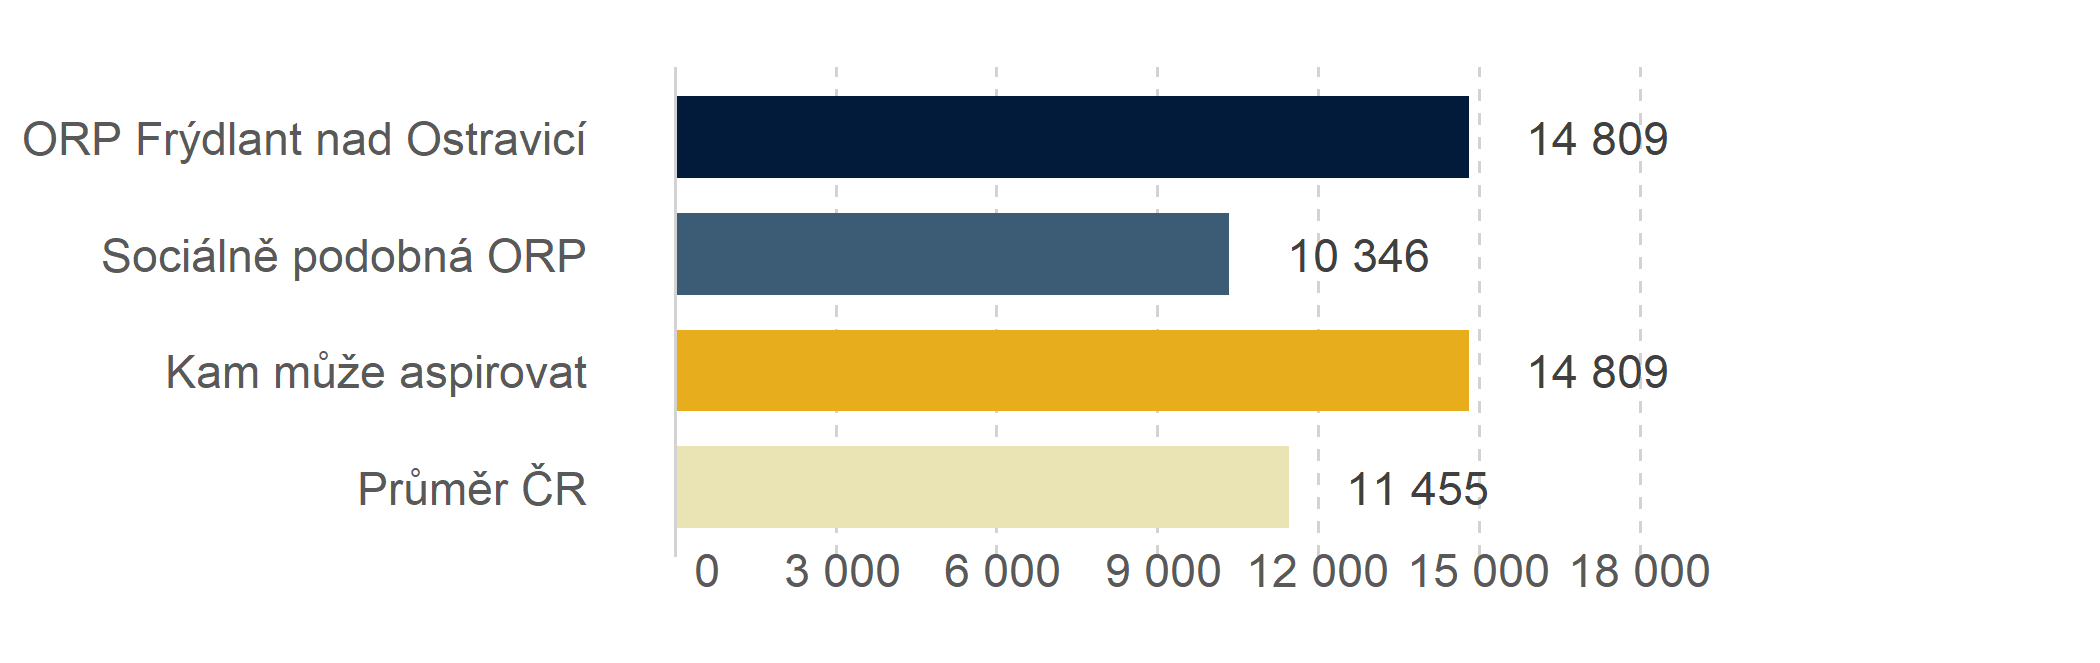 ORP Frýdlant nad Ostravicí 14 809
Sociálně podobná ORP 10 346
Kam může aspirovat 14 809
Průměr ČR 11 455
0 3 000 6 000 9 000 12 000 15 000 18 000